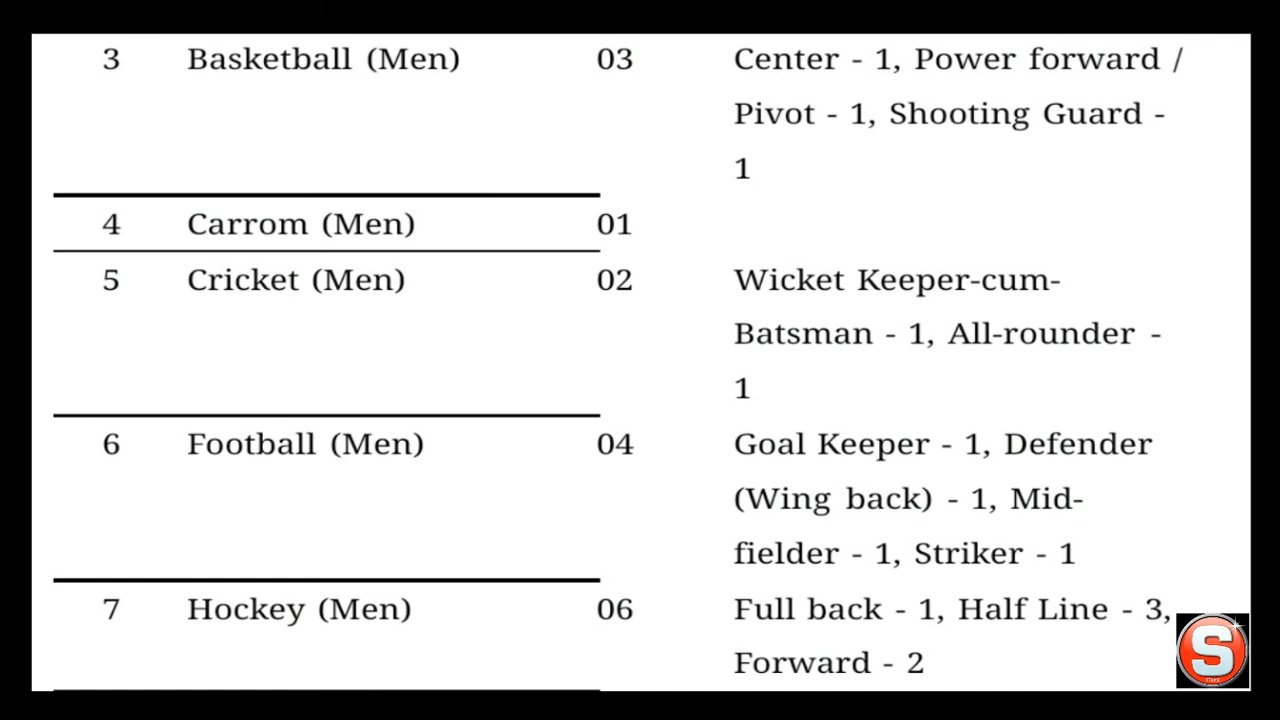 3 Basketball (Men) 03 Center - 1, Power forward /
Pivot - 1, Shooting Guard -
1
4 Carrom (Men) 01
5 Cricket (Men) 02 Wicket Keeper-cum-
Batsman - 1, All-rounder -
1
6 Football (Men) 04 Goal Keeper - 1, Defender
(Wing back) - 1, Mid-
fielder - 1, Striker - 1
7 Hockey (Men) 06 Full back - 1, Half Line - 3,
Forward - 2
S